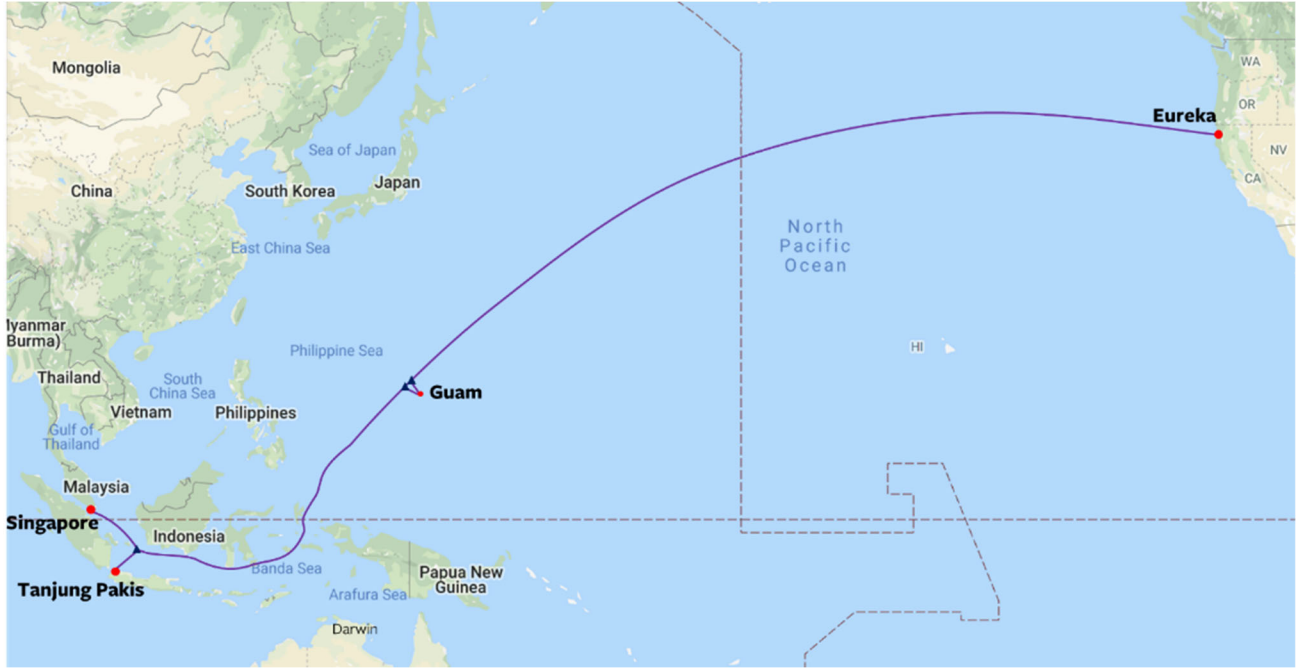 Mongolia
WA
Eureka
OR
Sea of Japan
NV
China
South Korea
Japan
CA
North
Pacific
Ocean
East China Sea
lyanmar
Burma)
Philippine Sea
HI
Thailand
South
China Sea
Guam
Vietnam
Philippines
Gulf of
Thailand
Malaysia
Singapore
Indonesia
Banda Sea
Papua New
Guinea
Tanjung Pakis
Arafura Sea
Darwin